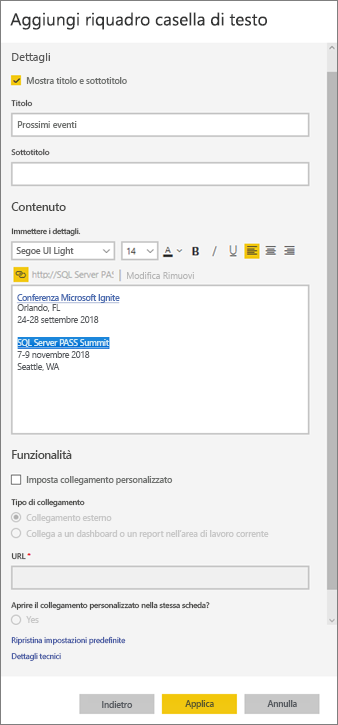 Aggiungi riquadro casella di testo
Dettagli
Mostra titolo e sottotitolo
Titolo
Prossimi eventi
Sottotitolo
Contenuto
Immettere i dettagli.
Segoe UI Light 14 A B I U
http://SQL Server PAS | Modifica Rimuovi
Conferenza Microsoft Ignite
Orlando, FL
24-28 settembre 2018
SQL Server PASS Summit
7-9 novembre 2018
Seattle, WA
Funzionalità
Imposta collegamento personalizzato
Tipo di collegamento
Collegamento esterno
Collega a un dashboard o un report nell'area di lavoro corrente
URL *
Aprire il collegamento personalizzato nella stessa scheda?
Yes
Ripristina impostazioni predefinite
Dettagli tecnici
Indietro Applica Annulla